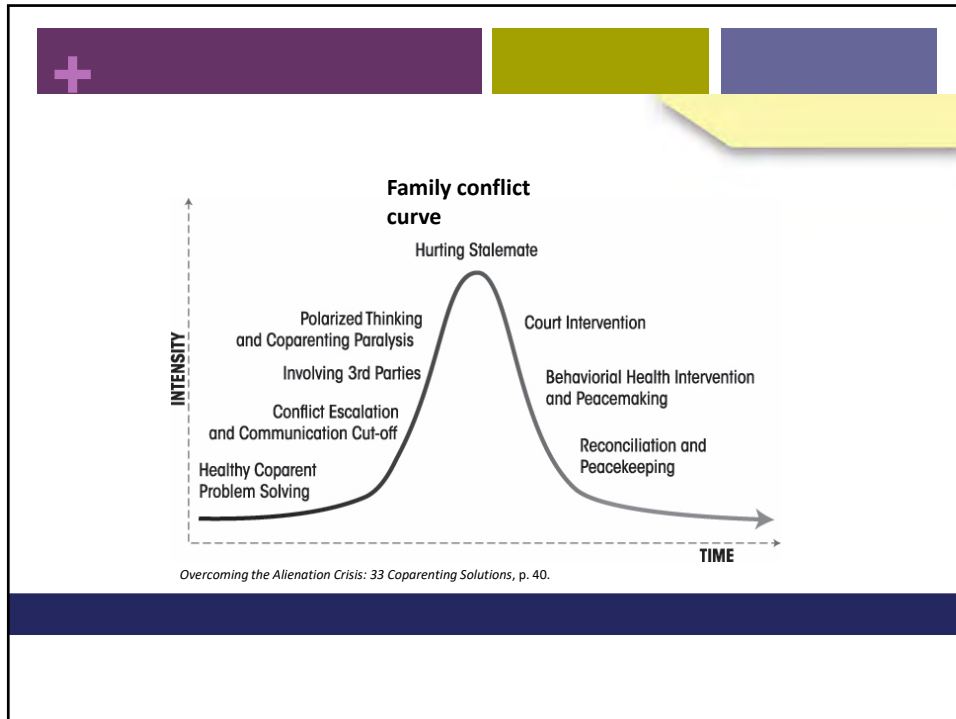 +
Family conflict
curve
Hurting Stalemate
Polarized Thinking
and Coparenting Paralysis
Court Intervention
Involving 3rd Parties
Behaviorial Health Intervention
and Peacemaking
Conflict Escalation
and Communication Cut-off
Reconciliation and
Peacekeeping
Healthy Coparent
Problem Solving
INTENSITY
TIME
Overcoming the Alienation Crisis: 33 Coparenting Solutions, p. 40.